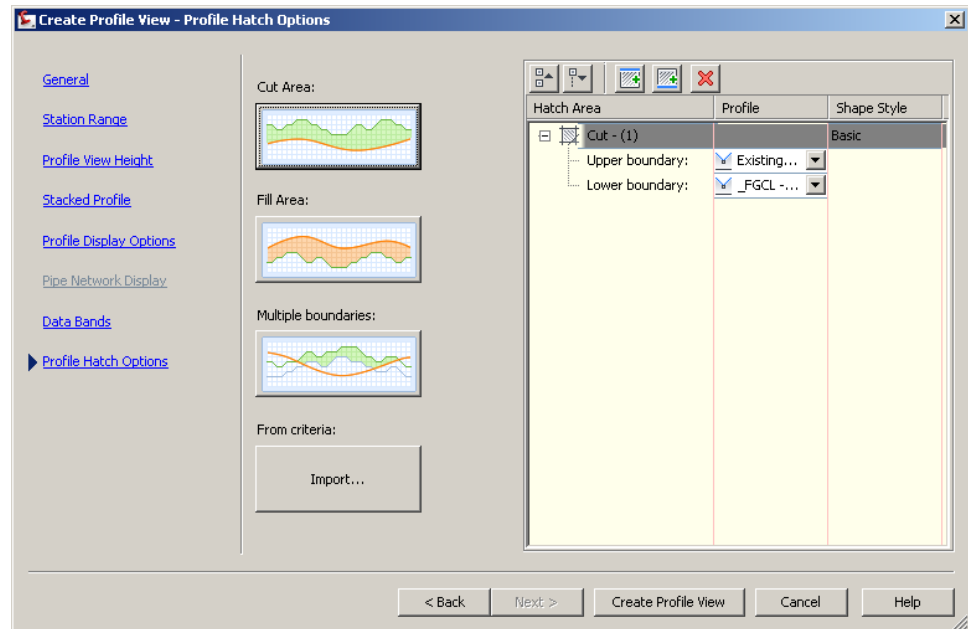 Create Profile View - Profile Hatch Options
General
Station Range
Profile View Height
Stacked Profile
Profile Display Options
Pipe Network Display
Data Bands
Profile Hatch Options
Cut Area:
Fill Area:
Multiple boundaries:
From criteria:
Import...
Hatch Area Profile Shape Style
Cut - (1) Basic
Upper boundary: Existing...
Lower boundary: _FGCL -...
< Back Next > Create Profile View Cancel Help